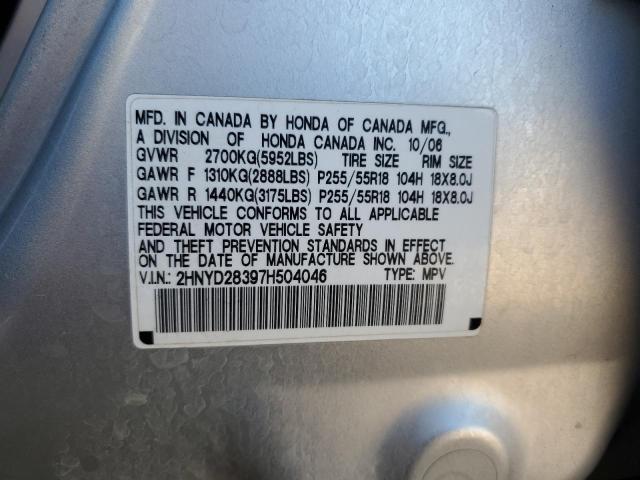 MFD. IN CANADA BY HONDA OF CANADA MFG.,
A DIVISION OF HONDA CANADA INC. 10/06
GVWR 2700KG(5952LBS) TIRE SIZE RIM SIZE
GAWR F 1310KG(2888LBS) P255/55R18 104H 18X8.0J
GAWR R 1440KG(3175LBS) P255/55R18 104H 18X8.0J
THIS VEHICLE CONFORMS TO ALL APPLICABLE
FEDERAL MOTOR VEHICLE SAFETY
AND THEFT PREVENTION STANDARDS IN EFFECT
ON THE DATE OF MANUFACTURE SHOWN ABOVE.
V.I.N.: 2HNYD28397H504046 TYPE: MPV